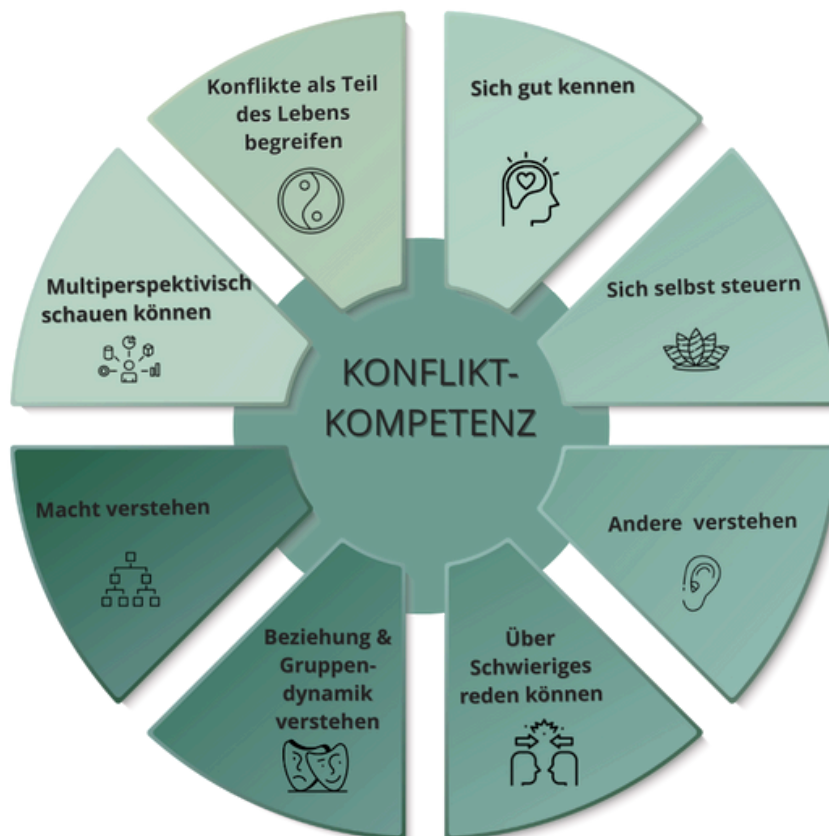 KONFLIKT-
KOMPETENZ
Konflikte als Teil
des Lebens
begreifen
Sich gut kennen
Sich selbst steuern
Andere verstehen
Über
Schwieriges
reden können
Beziehung &
Gruppen-
dynamik
verstehen
Macht verstehen
Multiperspektivisch
schauen können